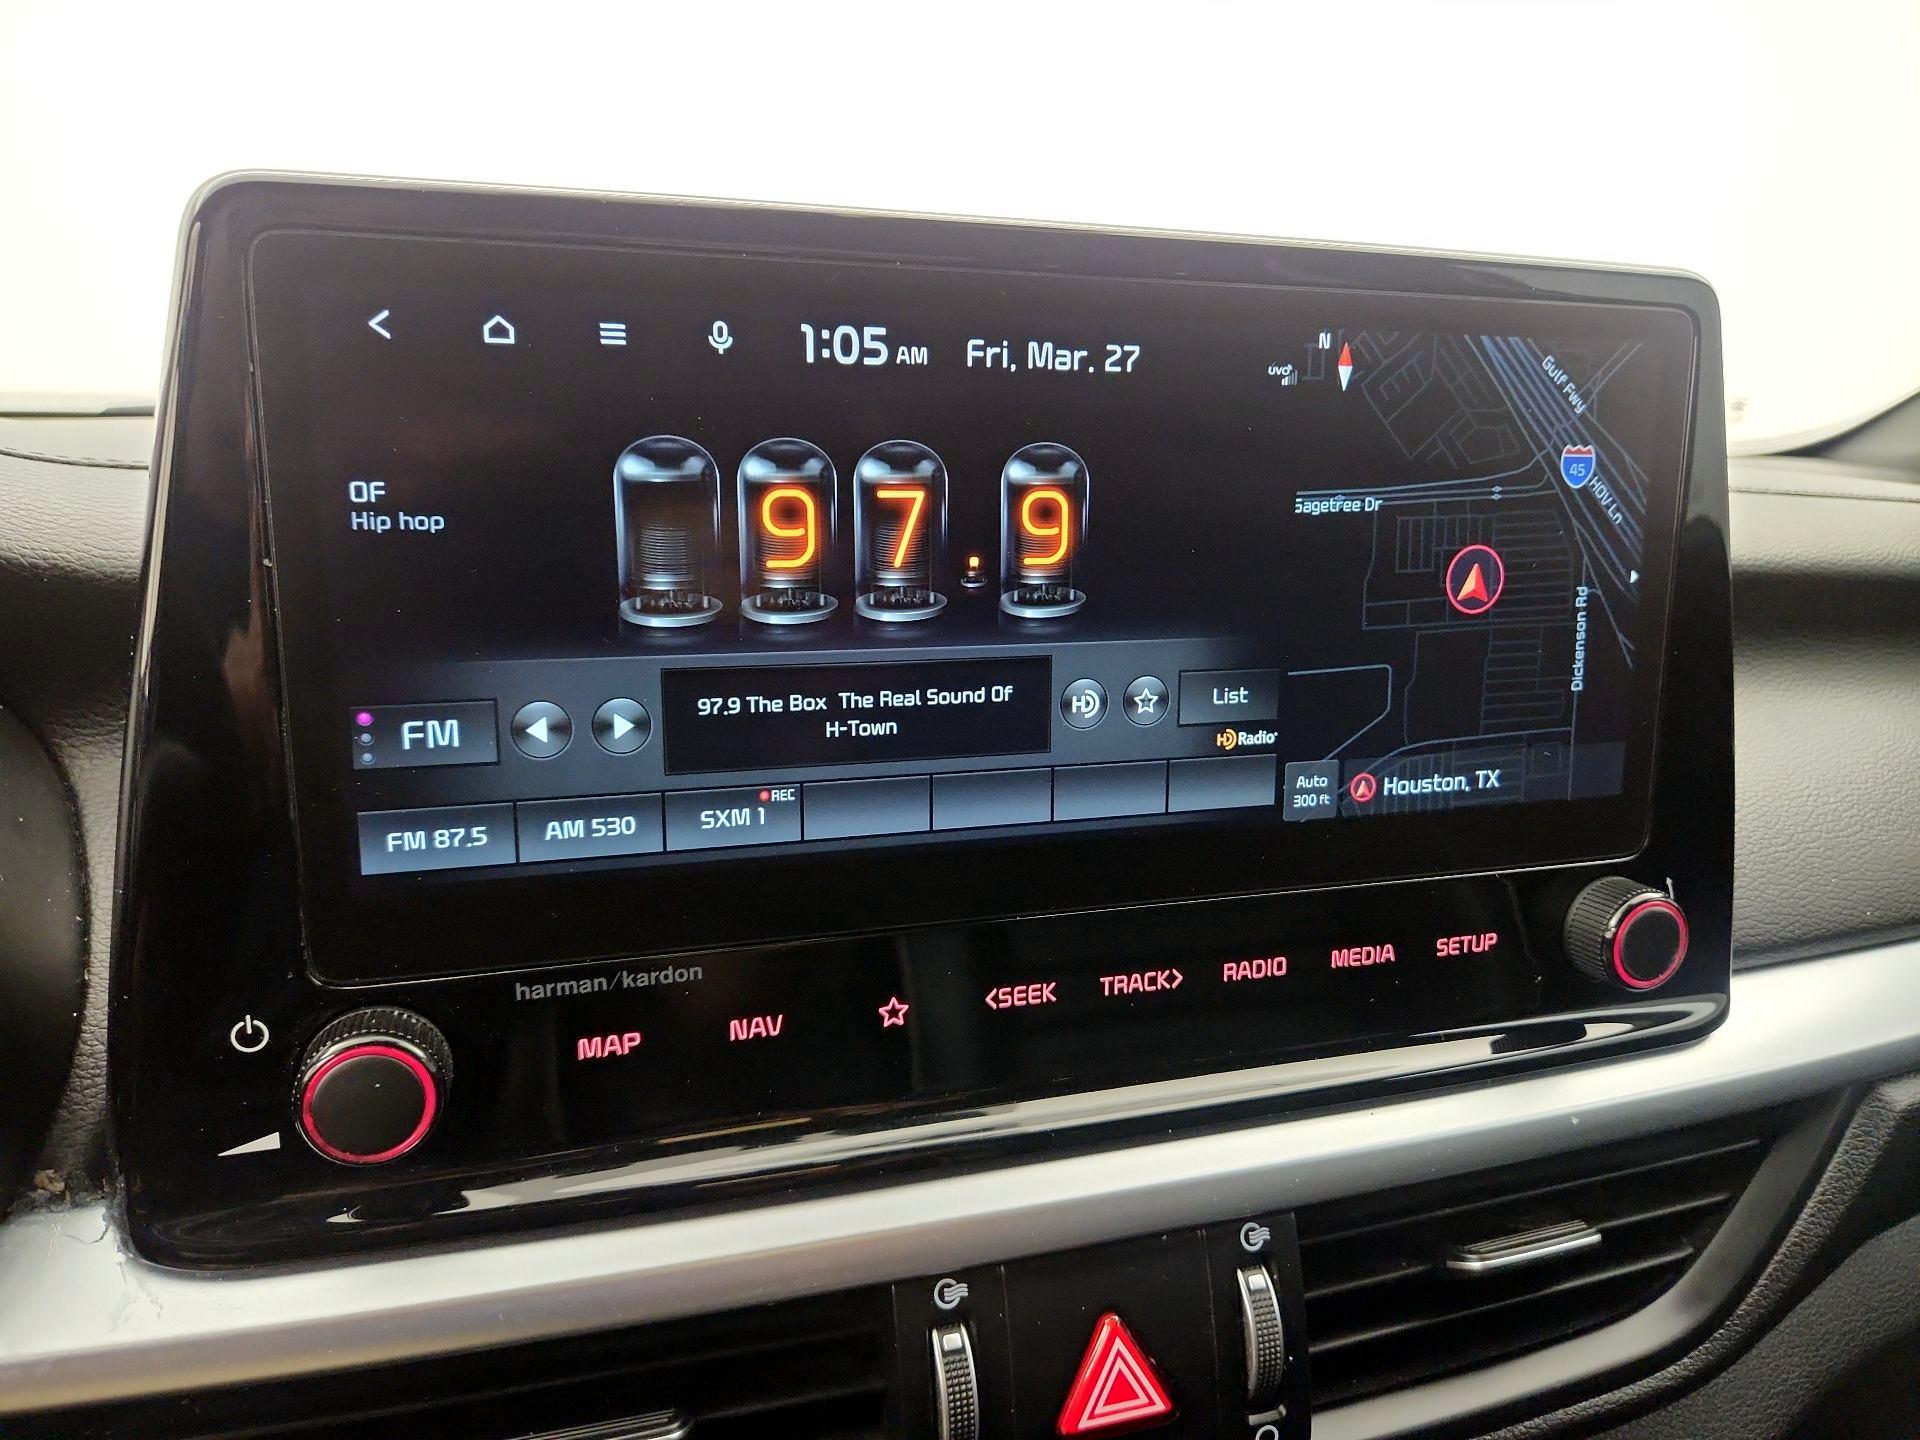 1:05 AM Fri, Mar. 27
UVO
N
OF
Hip hop
97.9
FM
97.9 The Box The Real Sound Of
H-Town
HD
List
HD Radio
FM 87.5
AM 530
REC
SXM 1
Gulf Fwy
45
HOV Ln
Sagetree Dr
Dickenson Rd
Auto
300 ft
Houston, TX
harman/kardon
MAP
NAV
<SEEK
TRACK>
RADIO
MEDIA
SETUP